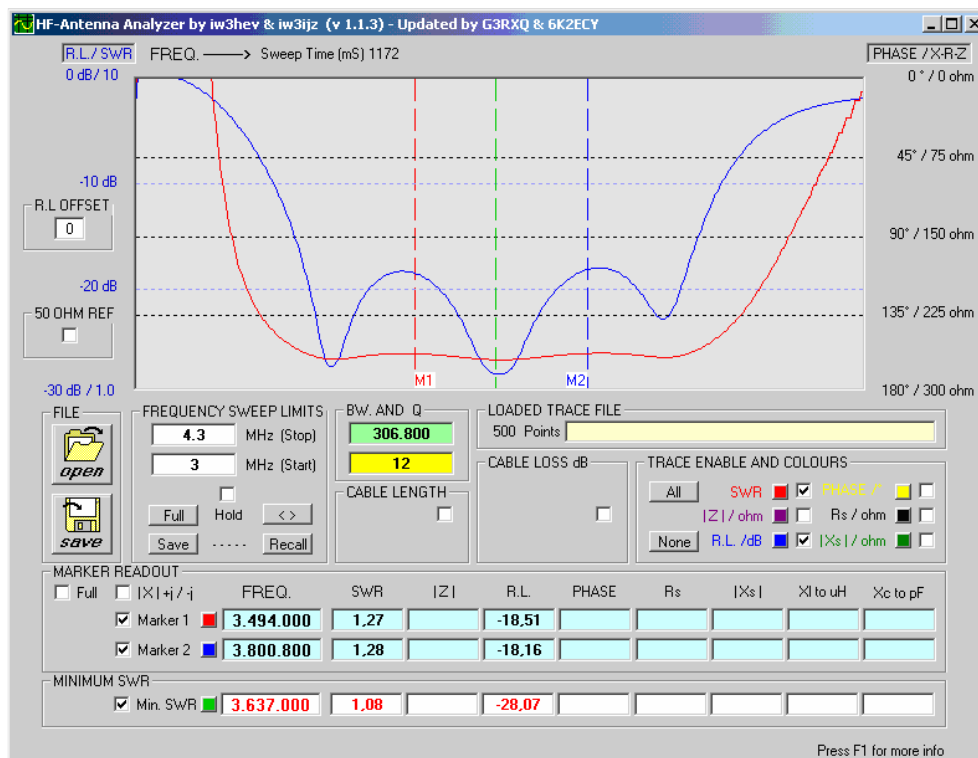 HF-Antenna Analyzer by iw3hev & iw3ijz (v 1.1.3) - Updated by G3RXQ & 6K2ECY
R.L./SWR FREQ. Sweep Time (mS) 1172 PHASE / X-R-Z
0 dB/ 10 0 ° / 0 ohm
45° / 75 ohm
-10 dB
R.L OFFSET
0
90° / 150 ohm
-20 dB
50 OHM REF
135° / 225 ohm
M1 M2
-30 dB / 1.0 180° / 300 ohm
FILE
open
save
FREQUENCY SWEEP LIMITS
4.3 MHz (Stop)
3 MHz (Start)
Full Hold < >
Save - - - - - Recall
BW. AND Q
306.800
12
CABLE LENGTH
LOADED TRACE FILE
500 Points
CABLE LOSS dB
TRACE ENABLE AND COLOURS
All SWR PHASE /°
|Z| / ohm Rs / ohm
None R.L. /dB |Xs| / ohm
MARKER READOUT
Full |X| +j / -j FREQ. SWR |Z| R.L. PHASE Rs |Xs| Xl to uH Xc to pF
Marker 1 3.494.000 1,27 -18,51
Marker 2 3.800.800 1,28 -18,16
MINIMUM SWR
Min. SWR 3.637.000 1,08 -28,07
Press F1 for more info